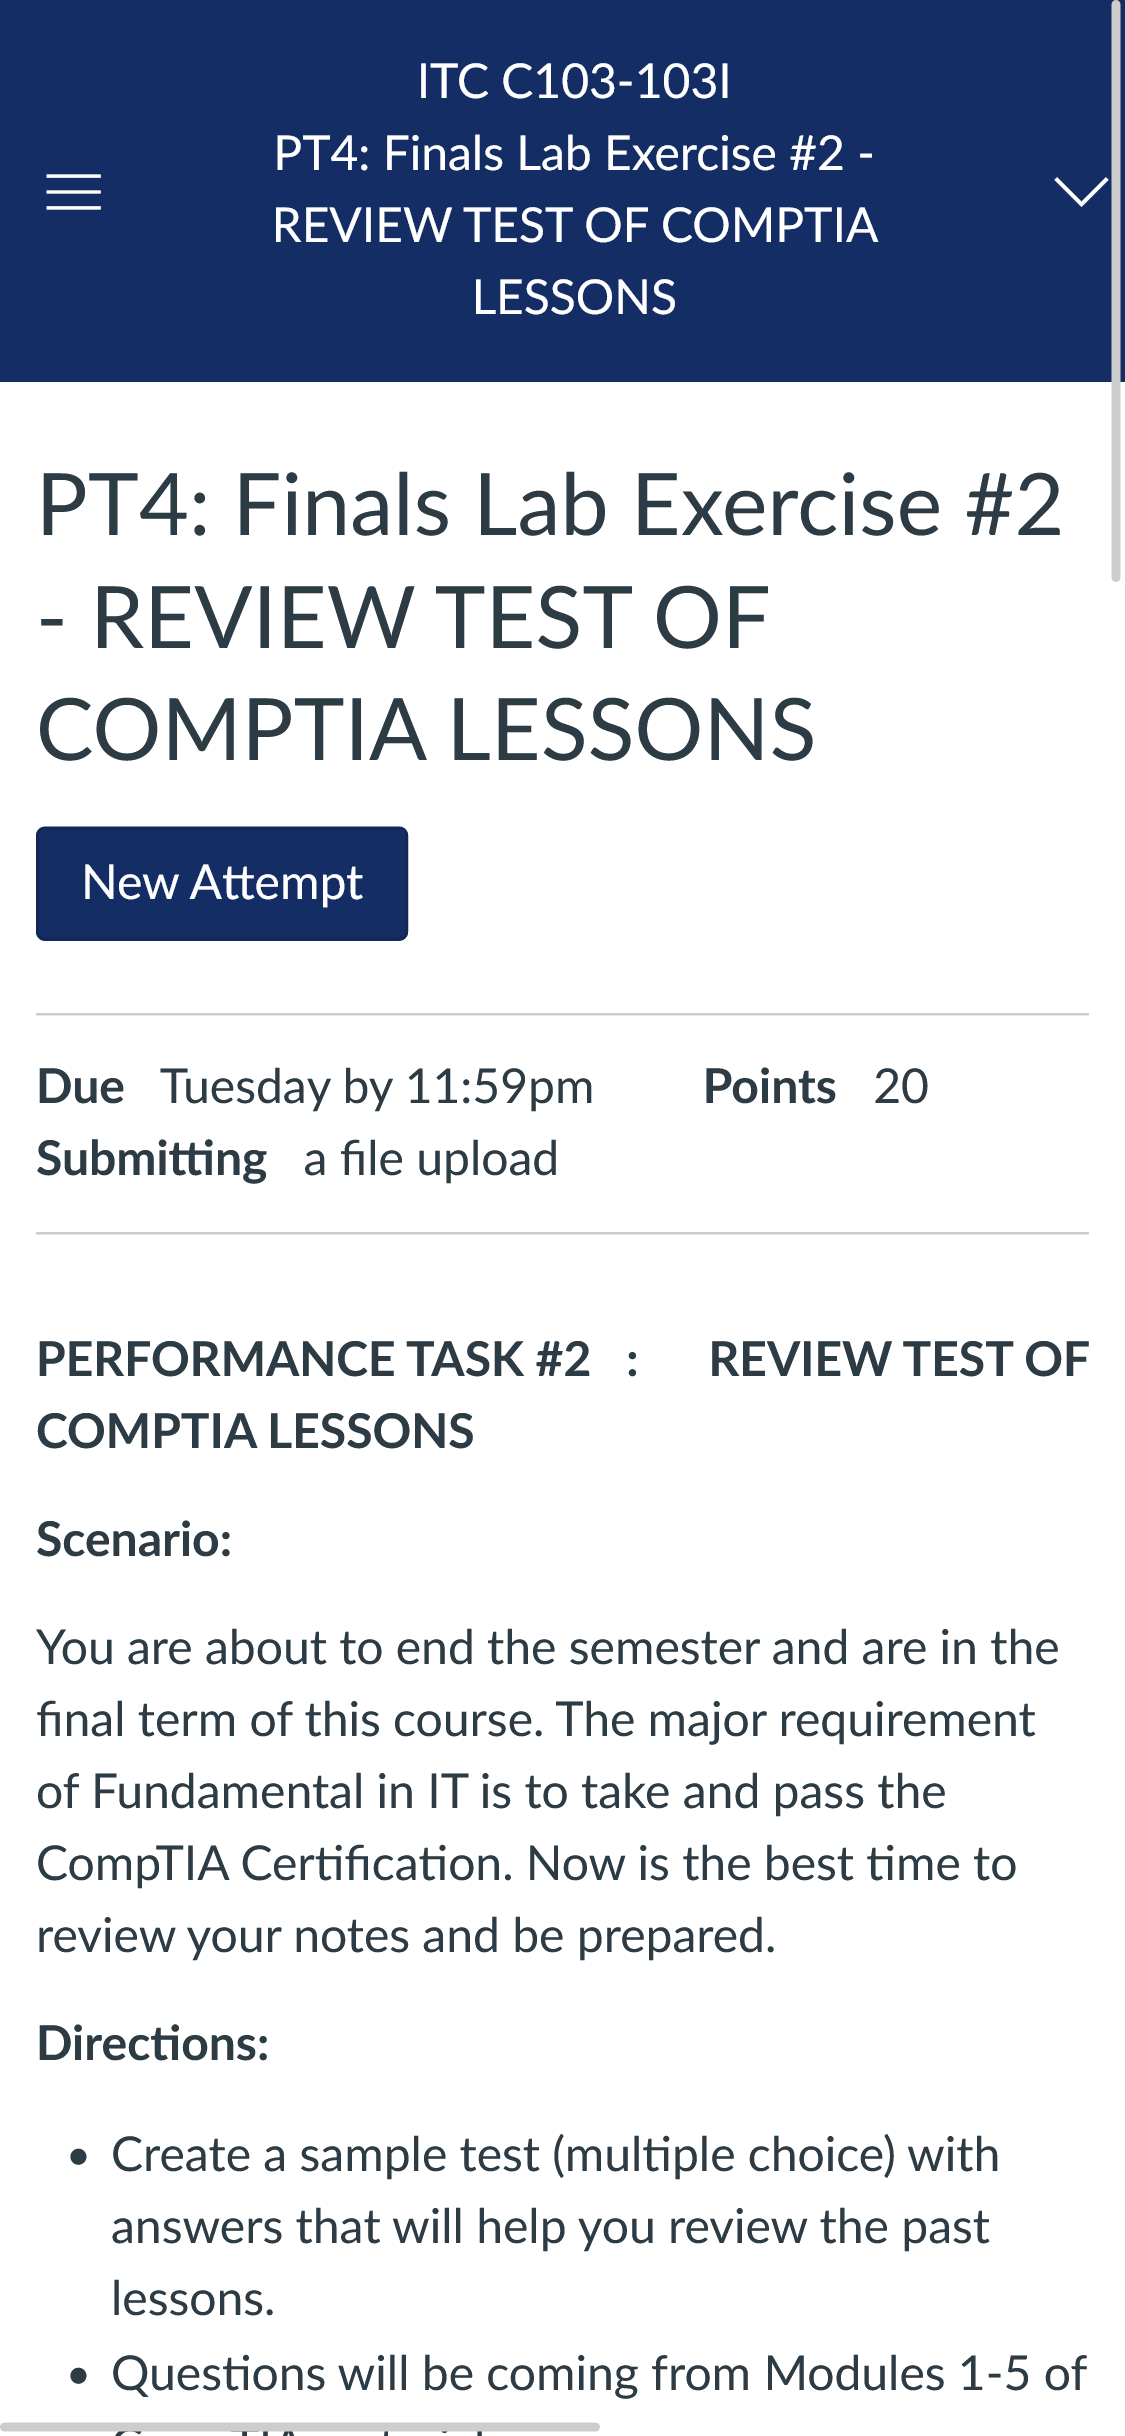 ITC C103-103I
PT4: Finals Lab Exercise #2 -
REVIEW TEST OF COMPTIA
LESSONS
PT4: Finals Lab Exercise #2
- REVIEW TEST OF
COMPTIA LESSONS
New Attempt
Due Tuesday by 11:59pm Points 20
Submitting a file upload
PERFORMANCE TASK #2 : REVIEW TEST OF
COMPTIA LESSONS
Scenario:
You are about to end the semester and are in the
final term of this course. The major requirement
of Fundamental in IT is to take and pass the
CompTIA Certification. Now is the best time to
review your notes and be prepared.
Directions:
• Create a sample test (multiple choice) with
answers that will help you review the past
lessons.
• Questions will be coming from Modules 1-5 of